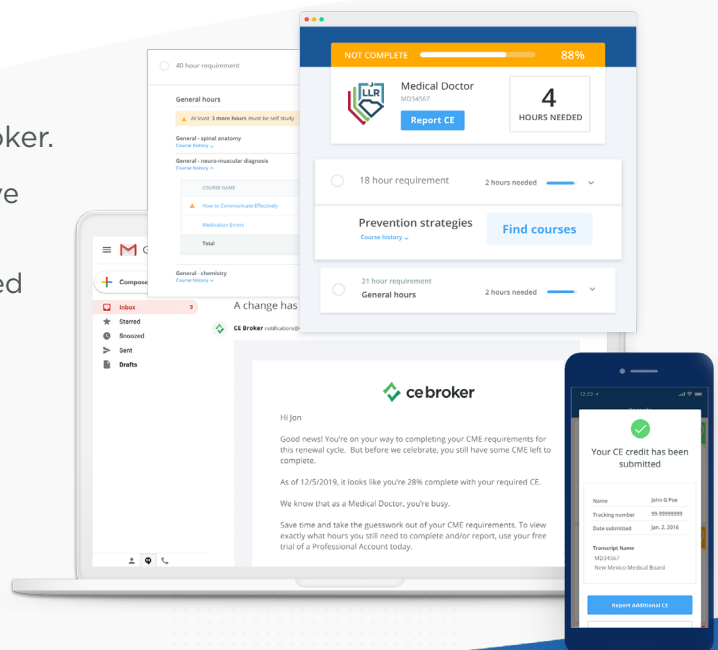 ker.
ve
ed
40 hour requirement
General hours
At least 3 more hours must be self study
General - spinal anatomy
Course history
General - neuro-muscular diagnosis
Course history
COURSE NAME
How to Communicate Effectively
Medication Errors
Total
General - chemistry
Course history
NOT COMPLETE
88%
LLR
Medical Doctor
MD34567
Report CE
4
HOURS NEEDED
18 hour requirement
2 hours needed
Prevention strategies
Course history
Find courses
21 hour requirement
General hours
2 hours needed
M G
Compose
Inbox 3
Starred
Snoozed
Sent
Drafts
A change has
CE Broker notifications@
cebroker
Hi Jon
Good news! You're on your way to completing your CME requirements for
this renewal cycle. But before we celebrate, you still have some CME left to
complete.
As of 12/5/2019, it looks like you're 28% complete with your required CE.
We know that as a Medical Doctor, you're busy.
Save time and take the guesswork out of your CME requirements. To view
exactly what hours you still need to complete and/or report, use your free
trial of a Professional Account today.
12:22
Your CE credit has been
submitted
Name John G Poe
Tracking number 99-99999999
Date submitted Jan. 2, 2016
Transcript Name
MD34567
New Mexico Medical Board
Report Additional CE